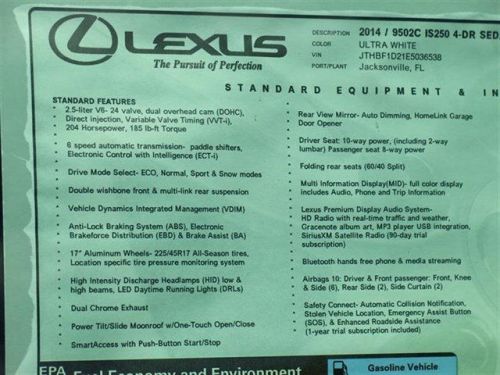 LEXUS
The Pursuit of Perfection
DESCRIPTION 2014 / 9502C IS250 4-DR SED
COLOR ULTRA WHITE
VIN JTHBF1D21E5036538
PORT/PLANT Jacksonville, FL
STANDARD EQUIPMENT & IN
STANDARD FEATURES
2.5-liter V6- 24 valve, dual overhead cam (DOHC),
Direct injection, Variable Valve Timing (VVT-i),
204 Horsepower, 185 lb-ft Torque
6 speed automatic transmission- paddle shifters,
Electronic Control with Intelligence (ECT-i)
Drive Mode Select- ECO, Normal, Sport & Snow modes
Double wishbone front & multi-link rear suspension
Vehicle Dynamics Integrated Management (VDIM)
Anti-Lock Braking System (ABS), Electronic
Brakeforce Distribution (EBD) & Brake Assist (BA)
17" Aluminum Wheels- 225/45R17 All-Season tires,
Location specific tire pressure monitoring system
High Intensity Discharge Headlamps (HID) low &
high beams, LED Daytime Running Lights (DRLs)
Dual Chrome Exhaust
Power Tilt/Slide Moonroof w/One-Touch Open/Close
SmartAccess with Push-Button Start/Stop
Rear View Mirror- Auto Dimming, HomeLink Garage
Door Opener
Driver Seat: 10-way power, (including 2-way
lumbar) Passenger seat 8-way power
Folding rear seats (60/40 Split)
Multi Information Display(MID)- full color display
includes Audio, Phone and Trip Information
Lexus Premium Display Audio System-
HD Radio with real-time traffic and weather,
Gracenote album art, MP3 player USB integration,
SiriusXM Satellite Radio (90-day trial
subscription)
Bluetooth hands free phone & media streaming
Airbags 10: Driver & Front Passenger: Front, Knee
& Side (6), Rear Side (2), Side Curtain (2)
Safety Connect- Automatic Collision Notification,
Stolen Vehicle Location, Emergency Assist Button
(SOS), & Enhanced Roadside Assistance
(1-year trial subscription included)
EPA Fuel Economy and Environment
Gasoline Vehicle